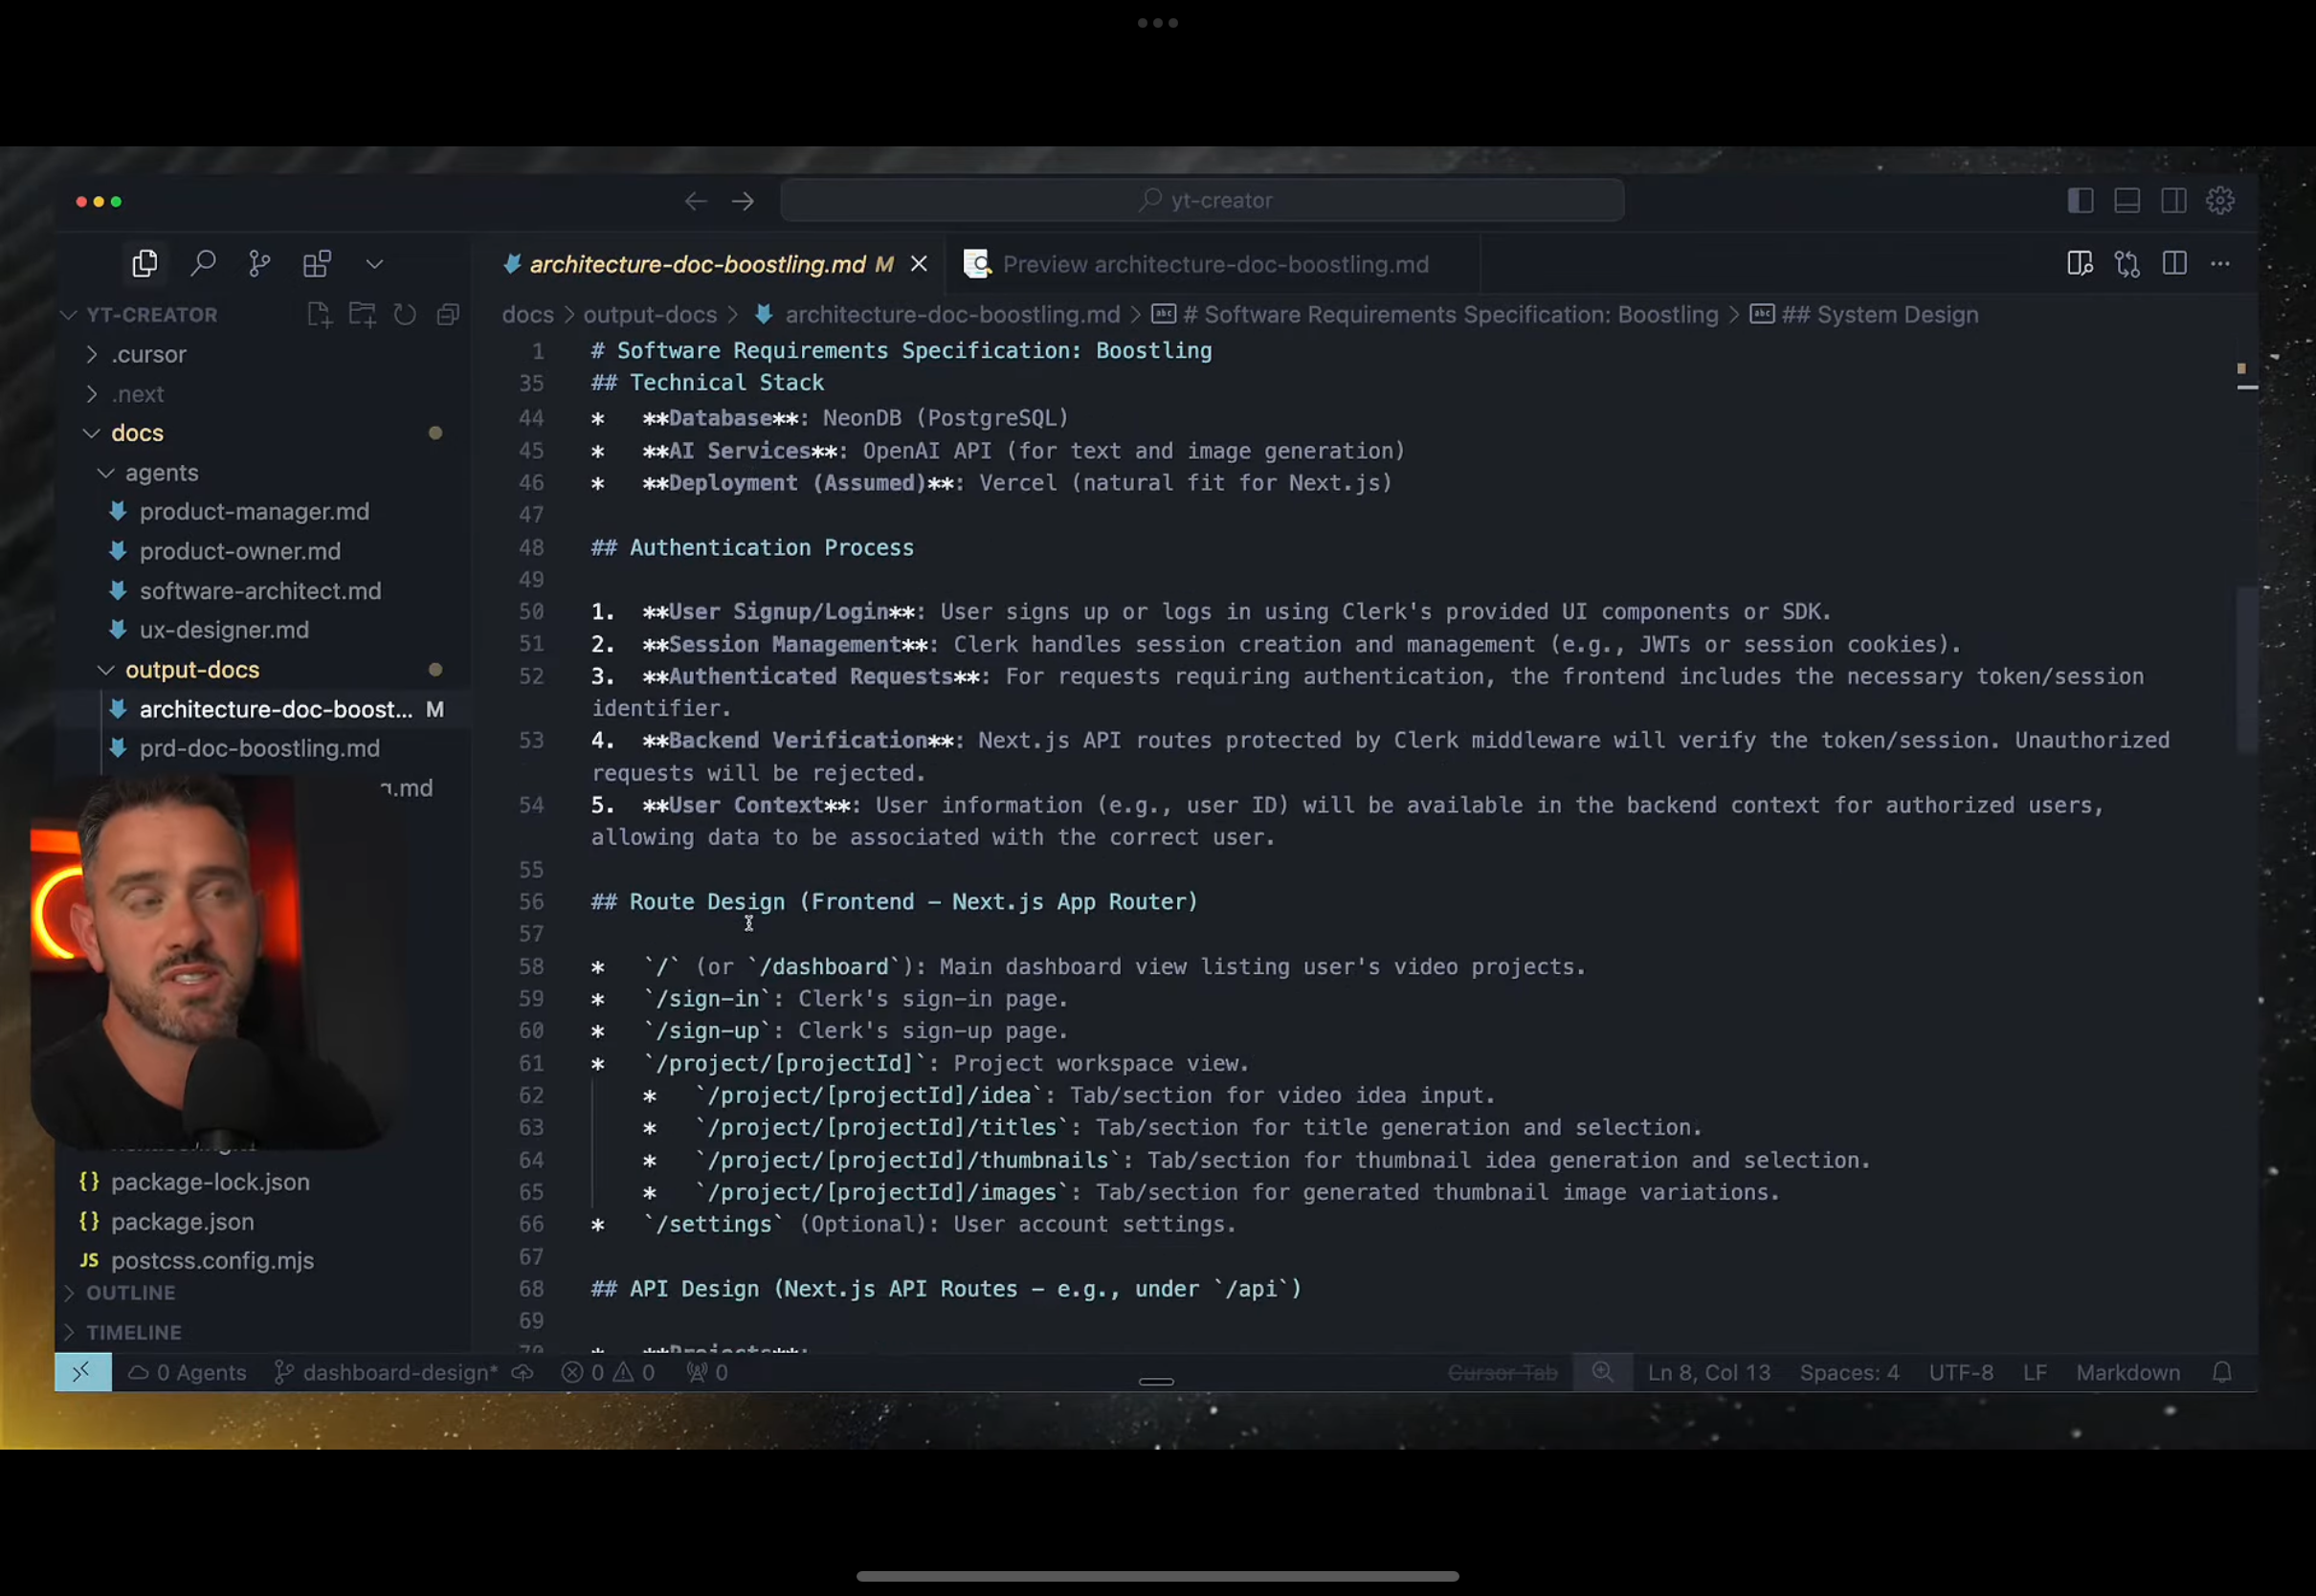 yt-creator
architecture-doc-boostling.md M
Preview architecture-doc-boostling.md
YT-CREATOR
.cursor
.next
docs
agents
product-manager.md
product-owner.md
software-architect.md
ux-designer.md
output-docs
architecture-doc-boost... M
prd-doc-boostling.md
.md
package-lock.json
package.json
JS postcss.config.mjs
OUTLINE
TIMELINE
docs > output-docs > architecture-doc-boostling.md > # Software Requirements Specification: Boostling > ## System Design
1 # Software Requirements Specification: Boostling
35 ## Technical Stack
44 * **Database**: NeonDB (PostgreSQL)
45 * **AI Services**: OpenAI API (for text and image generation)
46 * **Deployment (Assumed)**: Vercel (natural fit for Next.js)
47
48 ## Authentication Process
49
50 1. **User Signup/Login**: User signs up or logs in using Clerk's provided UI components or SDK.
51 2. **Session Management**: Clerk handles session creation and management (e.g., JWTs or session cookies).
52 3. **Authenticated Requests**: For requests requiring authentication, the frontend includes the necessary token/session
identifier.
53 4. **Backend Verification**: Next.js API routes protected by Clerk middleware will verify the token/session. Unauthorized
requests will be rejected.
54 5. **User Context**: User information (e.g., user ID) will be available in the backend context for authorized users,
allowing data to be associated with the correct user.
55
56 ## Route Design (Frontend – Next.js App Router)
57
58 * `/` (or `/dashboard`): Main dashboard view listing user's video projects.
59 * `/sign-in`: Clerk's sign-in page.
60 * `/sign-up`: Clerk's sign-up page.
61 * `/project/[projectId]`: Project workspace view.
62 * `/project/[projectId]/idea`: Tab/section for video idea input.
63 * `/project/[projectId]/titles`: Tab/section for title generation and selection.
64 * `/project/[projectId]/thumbnails`: Tab/section for thumbnail idea generation and selection.
65 * `/project/[projectId]/images`: Tab/section for generated thumbnail image variations.
66 * `/settings` (Optional): User account settings.
67
68 ## API Design (Next.js API Routes – e.g., under `/api`)
69
70 * **Projects**:
0 Agents dashboard-design* 0 0 0
Cursor Tab Ln 8, Col 13 Spaces: 4 UTF-8 LF Markdown